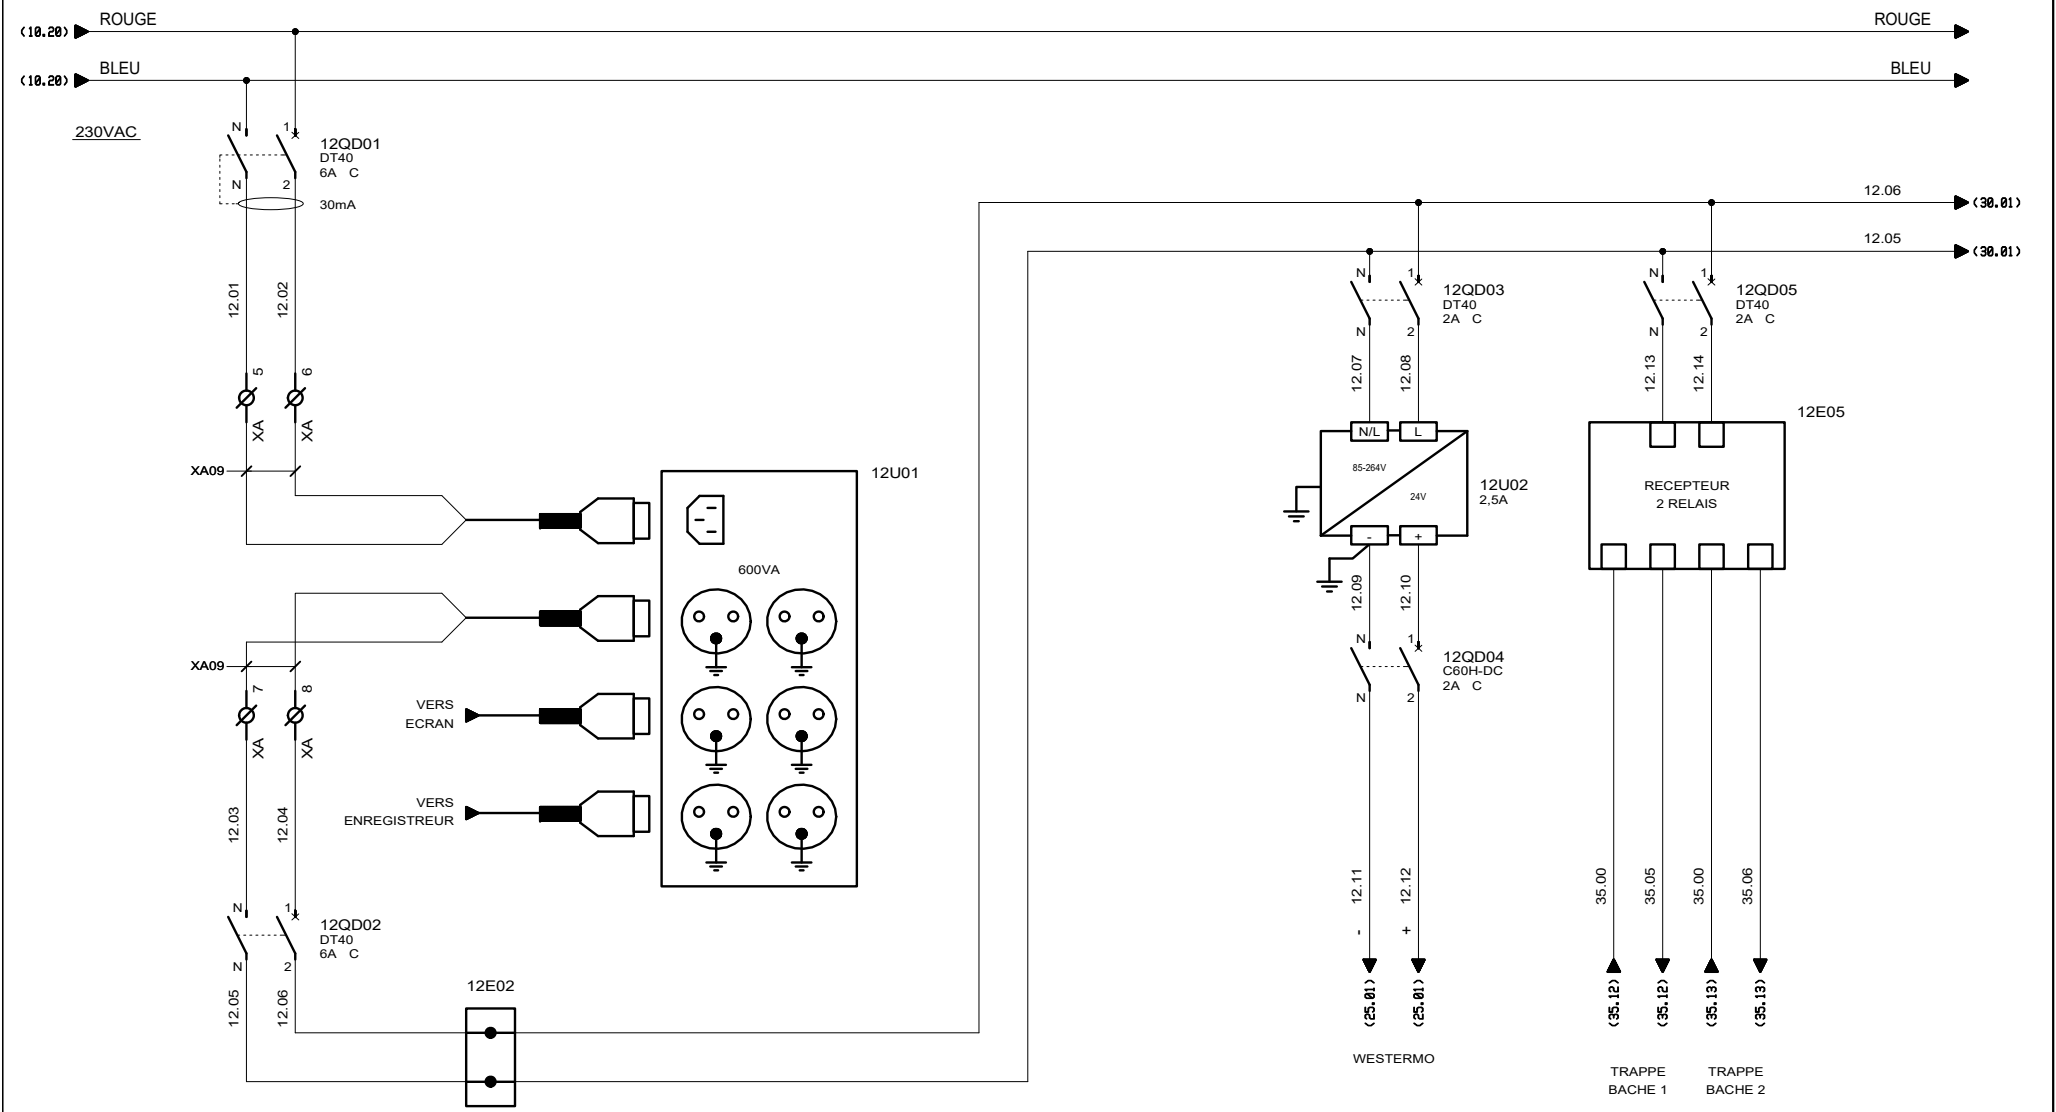 (10.20) ROUGE ROUGE
(10.20) BLEU BLEU
230VAC
N 1
12QD01
DT40
6A C
N 2
30mA
12.01 12.02
5 6
XA XA
XA09
12U01
600VA
XA09
7 8
XA XA
VERS
ECRAN
VERS
ENREGISTREUR
12.03 12.04
N 1
12QD02
DT40
6A C
N 2
12.05 12.06
12E02
12.06 (30.01)
12.05 (30.01)
N 1
12QD03
DT40
2A C
N 2
12.07 12.08
N/L L
85-264V
24V
12U02
2,5A
- +
12.09 12.10
N 1
12QD04
C60H-DC
2A C
N 2
12.11 12.12
- +
(25.01) (25.01)
WESTERMO
N 1
12QD05
DT40
2A C
N 2
12.13 12.14
12E05
RECEPTEUR
2 RELAIS
35.00 35.05 35.00 35.06
(35.12) (35.12) (35.13) (35.13)
TRAPPE
BACHE 1
TRAPPE
BACHE 2